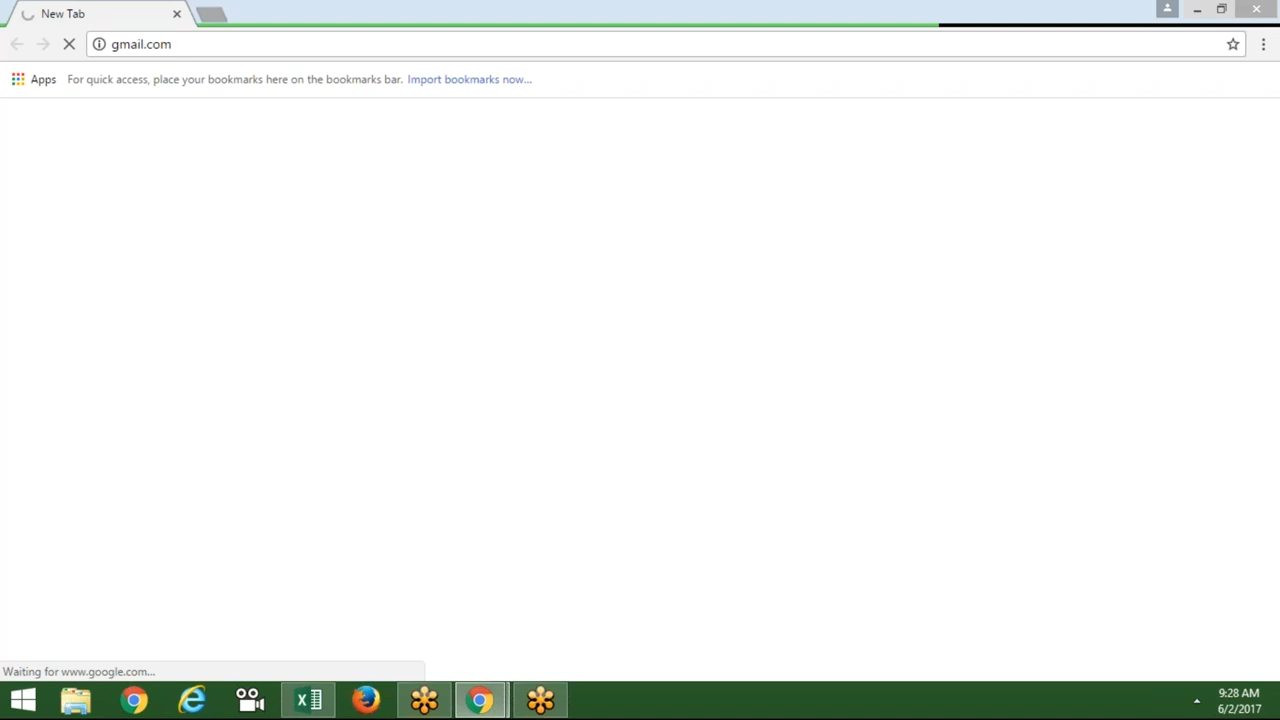 New Tab
gmail.com
Apps For quick access, place your bookmarks here on the bookmarks bar. Import bookmarks now...
Waiting for www.google.com...
9:28 AM
6/2/2017